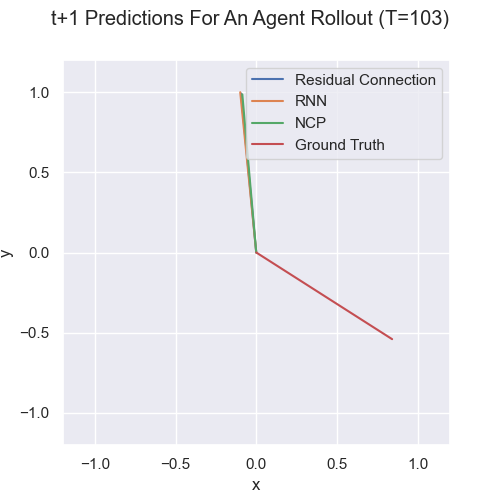 t+1 Predictions For An Agent Rollout (T=103)
Residual Connection
RNN
NCP
Ground Truth
1.0
0.5
0.0
−0.5
−1.0
y
−1.0 −0.5 0.0 0.5 1.0
x